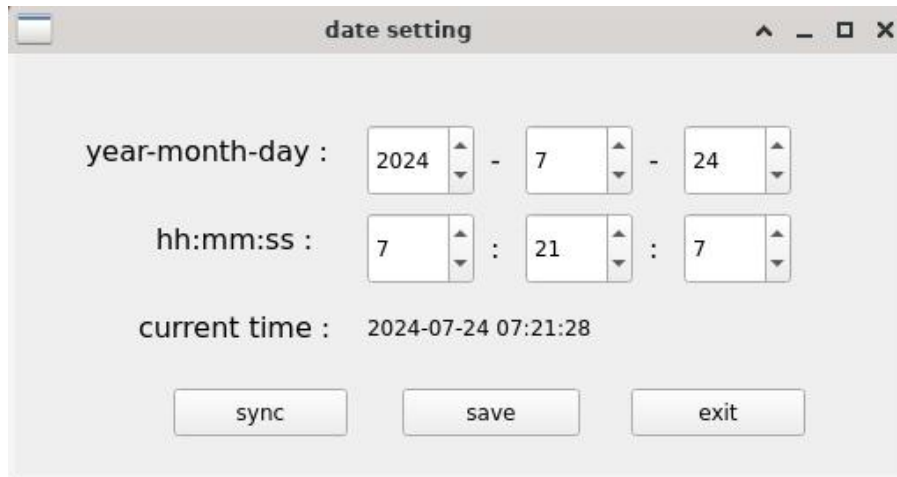 date setting
year-month-day : 2024 - 7 - 24
hh:mm:ss : 7 : 21 : 7
current time : 2024-07-24 07:21:28
sync save exit